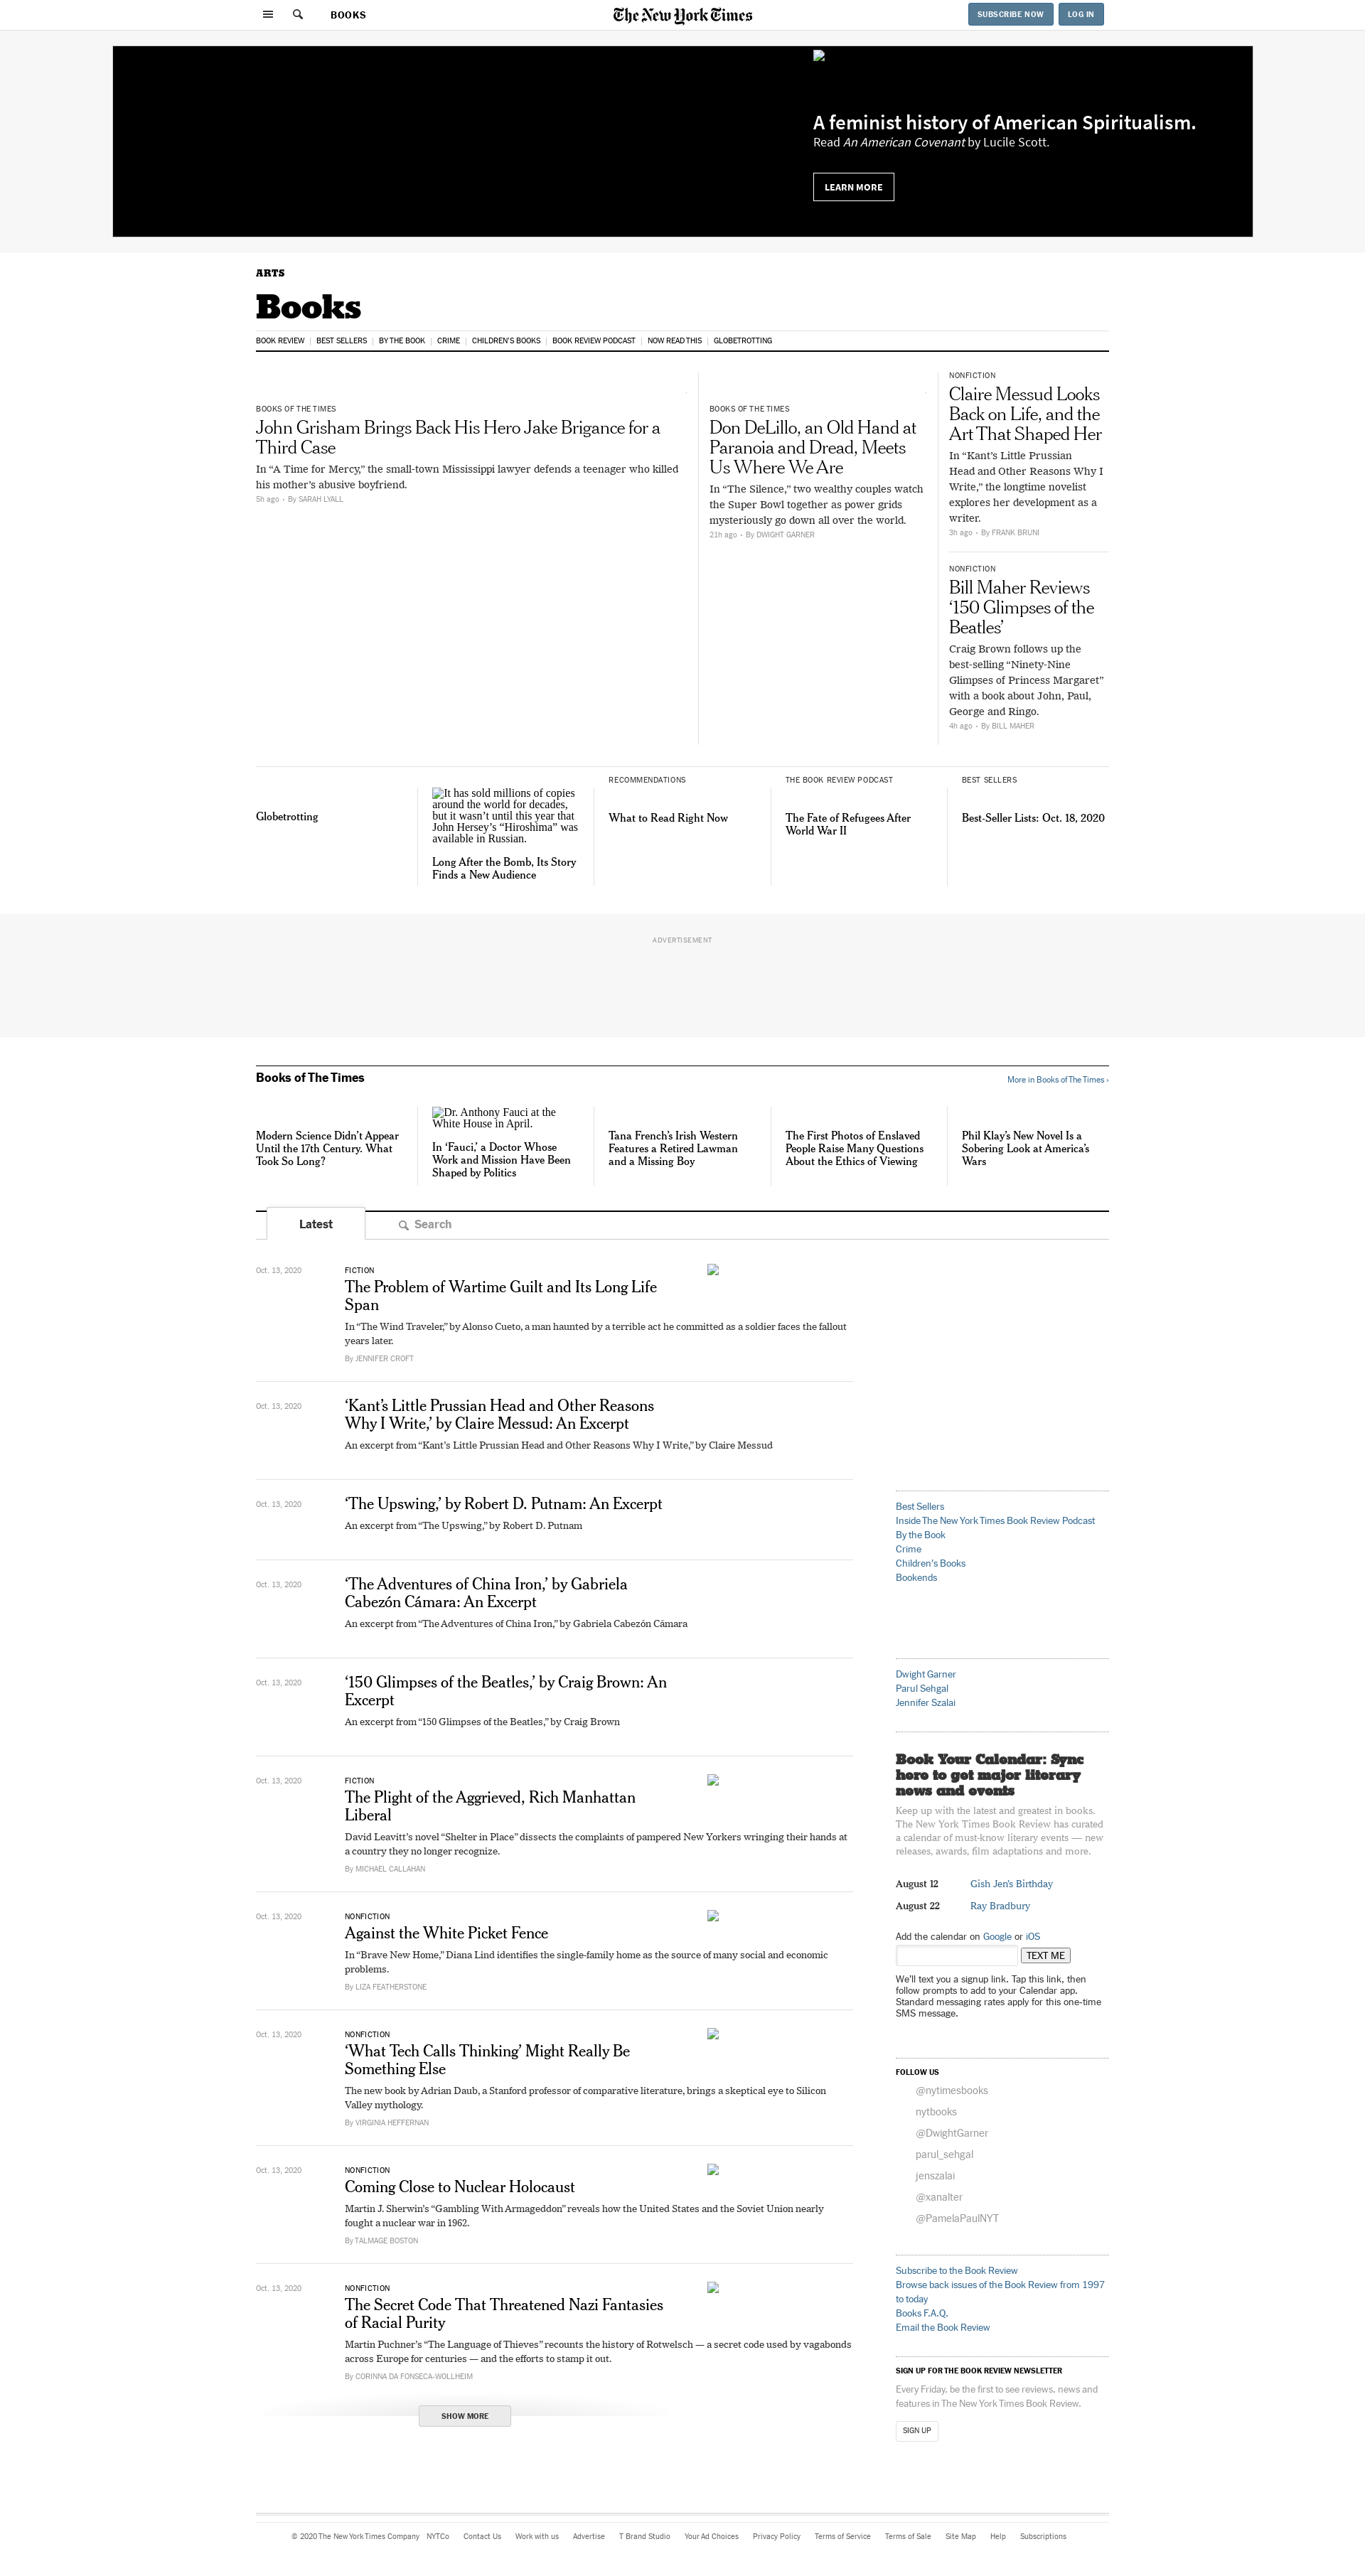 BOOKS
The New York Times
SUBSCRIBE NOW
LOG IN
A feminist history of American Spiritualism.
Read An American Covenant by Lucile Scott.
LEARN MORE
ARTS
Books
BOOK REVIEW
BEST SELLERS
BY THE BOOK
CRIME
CHILDREN'S BOOKS
BOOK REVIEW PODCAST
NOW READ THIS
GLOBETROTTING
BOOKS OF THE TIMES
John Grisham Brings Back His Hero Jake Brigance for a
Third Case
In “A Time for Mercy,” the small-town Mississippi lawyer defends a teenager who killed
his mother’s abusive boyfriend.
5h ago • By SARAH LYALL
BOOKS OF THE TIMES
Don DeLillo, an Old Hand at
Paranoia and Dread, Meets
Us Where We Are
In “The Silence,” two wealthy couples watch
the Super Bowl together as power grids
mysteriously go down all over the world.
21h ago • By DWIGHT GARNER
NONFICTION
Claire Messud Looks
Back on Life, and the
Art That Shaped Her
In “Kant’s Little Prussian
Head and Other Reasons Why I
Write,” the longtime novelist
explores her development as a
writer.
3h ago • By FRANK BRUNI
NONFICTION
Bill Maher Reviews
‘150 Glimpses of the
Beatles’
Craig Brown follows up the
best-selling “Ninety-Nine
Glimpses of Princess Margaret”
with a book about John, Paul,
George and Ringo.
4h ago • By BILL MAHER
Globetrotting
It has sold millions of copies
around the world for decades,
but it wasn’t until this year that
John Hersey’s “Hiroshima” was
available in Russian.
Long After the Bomb, Its Story
Finds a New Audience
RECOMMENDATIONS
What to Read Right Now
THE BOOK REVIEW PODCAST
The Fate of Refugees After
World War II
BEST SELLERS
Best-Seller Lists: Oct. 18, 2020
ADVERTISEMENT
Books of The Times
More in Books of The Times ›
Modern Science Didn’t Appear
Until the 17th Century. What
Took So Long?
Dr. Anthony Fauci at the
White House in April.
In ‘Fauci,’ a Doctor Whose
Work and Mission Have Been
Shaped by Politics
Tana French’s Irish Western
Features a Retired Lawman
and a Missing Boy
The First Photos of Enslaved
People Raise Many Questions
About the Ethics of Viewing
Phil Klay’s New Novel Is a
Sobering Look at America’s
Wars
Latest
Search
Oct. 13, 2020
FICTION
The Problem of Wartime Guilt and Its Long Life
Span
In “The Wind Traveler,” by Alonso Cueto, a man haunted by a terrible act he committed as a soldier faces the fallout
years later.
By JENNIFER CROFT
Oct. 13, 2020
‘Kant’s Little Prussian Head and Other Reasons
Why I Write,’ by Claire Messud: An Excerpt
An excerpt from “Kant’s Little Prussian Head and Other Reasons Why I Write,” by Claire Messud
Oct. 13, 2020
‘The Upswing,’ by Robert D. Putnam: An Excerpt
An excerpt from “The Upswing,” by Robert D. Putnam
Oct. 13, 2020
‘The Adventures of China Iron,’ by Gabriela
Cabezón Cámara: An Excerpt
An excerpt from “The Adventures of China Iron,” by Gabriela Cabezón Cámara
Oct. 13, 2020
‘150 Glimpses of the Beatles,’ by Craig Brown: An
Excerpt
An excerpt from “150 Glimpses of the Beatles,” by Craig Brown
Oct. 13, 2020
FICTION
The Plight of the Aggrieved, Rich Manhattan
Liberal
David Leavitt’s novel “Shelter in Place” dissects the complaints of pampered New Yorkers wringing their hands at
a country they no longer recognize.
By MICHAEL CALLAHAN
Oct. 13, 2020
NONFICTION
Against the White Picket Fence
In “Brave New Home,” Diana Lind identifies the single-family home as the source of many social and economic
problems.
By LIZA FEATHERSTONE
Oct. 13, 2020
NONFICTION
‘What Tech Calls Thinking’ Might Really Be
Something Else
The new book by Adrian Daub, a Stanford professor of comparative literature, brings a skeptical eye to Silicon
Valley mythology.
By VIRGINIA HEFFERNAN
Oct. 13, 2020
NONFICTION
Coming Close to Nuclear Holocaust
Martin J. Sherwin’s “Gambling With Armageddon” reveals how the United States and the Soviet Union nearly
fought a nuclear war in 1962.
By TALMAGE BOSTON
Oct. 13, 2020
NONFICTION
The Secret Code That Threatened Nazi Fantasies
of Racial Purity
Martin Puchner’s “The Language of Thieves” recounts the history of Rotwelsch — a secret code used by vagabonds
across Europe for centuries — and the efforts to stamp it out.
By CORINNA DA FONSECA-WOLLHEIM
SHOW MORE
Best Sellers
Inside The New York Times Book Review Podcast
By the Book
Crime
Children's Books
Bookends
Dwight Garner
Parul Sehgal
Jennifer Szalai
Book Your Calendar: Sync
here to get major literary
news and events
Keep up with the latest and greatest in books.
The New York Times Book Review has curated
a calendar of must-know literary events — new
releases, awards, film adaptations and more.
August 12 Gish Jen's Birthday
August 22 Ray Bradbury
Add the calendar on Google or iOS
TEXT ME
We'll text you a signup link. Tap this link, then
follow prompts to add to your Calendar app.
Standard messaging rates apply for this one-time
SMS message.
FOLLOW US
@nytimesbooks
nytbooks
@DwightGarner
parul_sehgal
jenszalai
@xanalter
@PamelaPaulNYT
Subscribe to the Book Review
Browse back issues of the Book Review from 1997
to today
Books F.A.Q.
Email the Book Review
SIGN UP FOR THE BOOK REVIEW NEWSLETTER
Every Friday, be the first to see reviews, news and
features in The New York Times Book Review.
SIGN UP
© 2020 The New York Times Company NYTCo Contact Us Work with us Advertise T Brand Studio Your Ad Choices Privacy Policy Terms of Service Terms of Sale Site Map Help Subscriptions